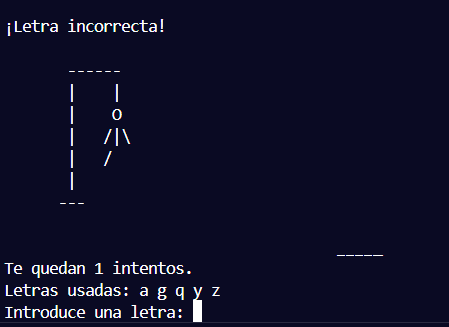 ¡Letra incorrecta!
------
|    |
|    O
|   /|\
|   /
|
---
_____
Te quedan 1 intentos.
Letras usadas: a g q y z
Introduce una letra: